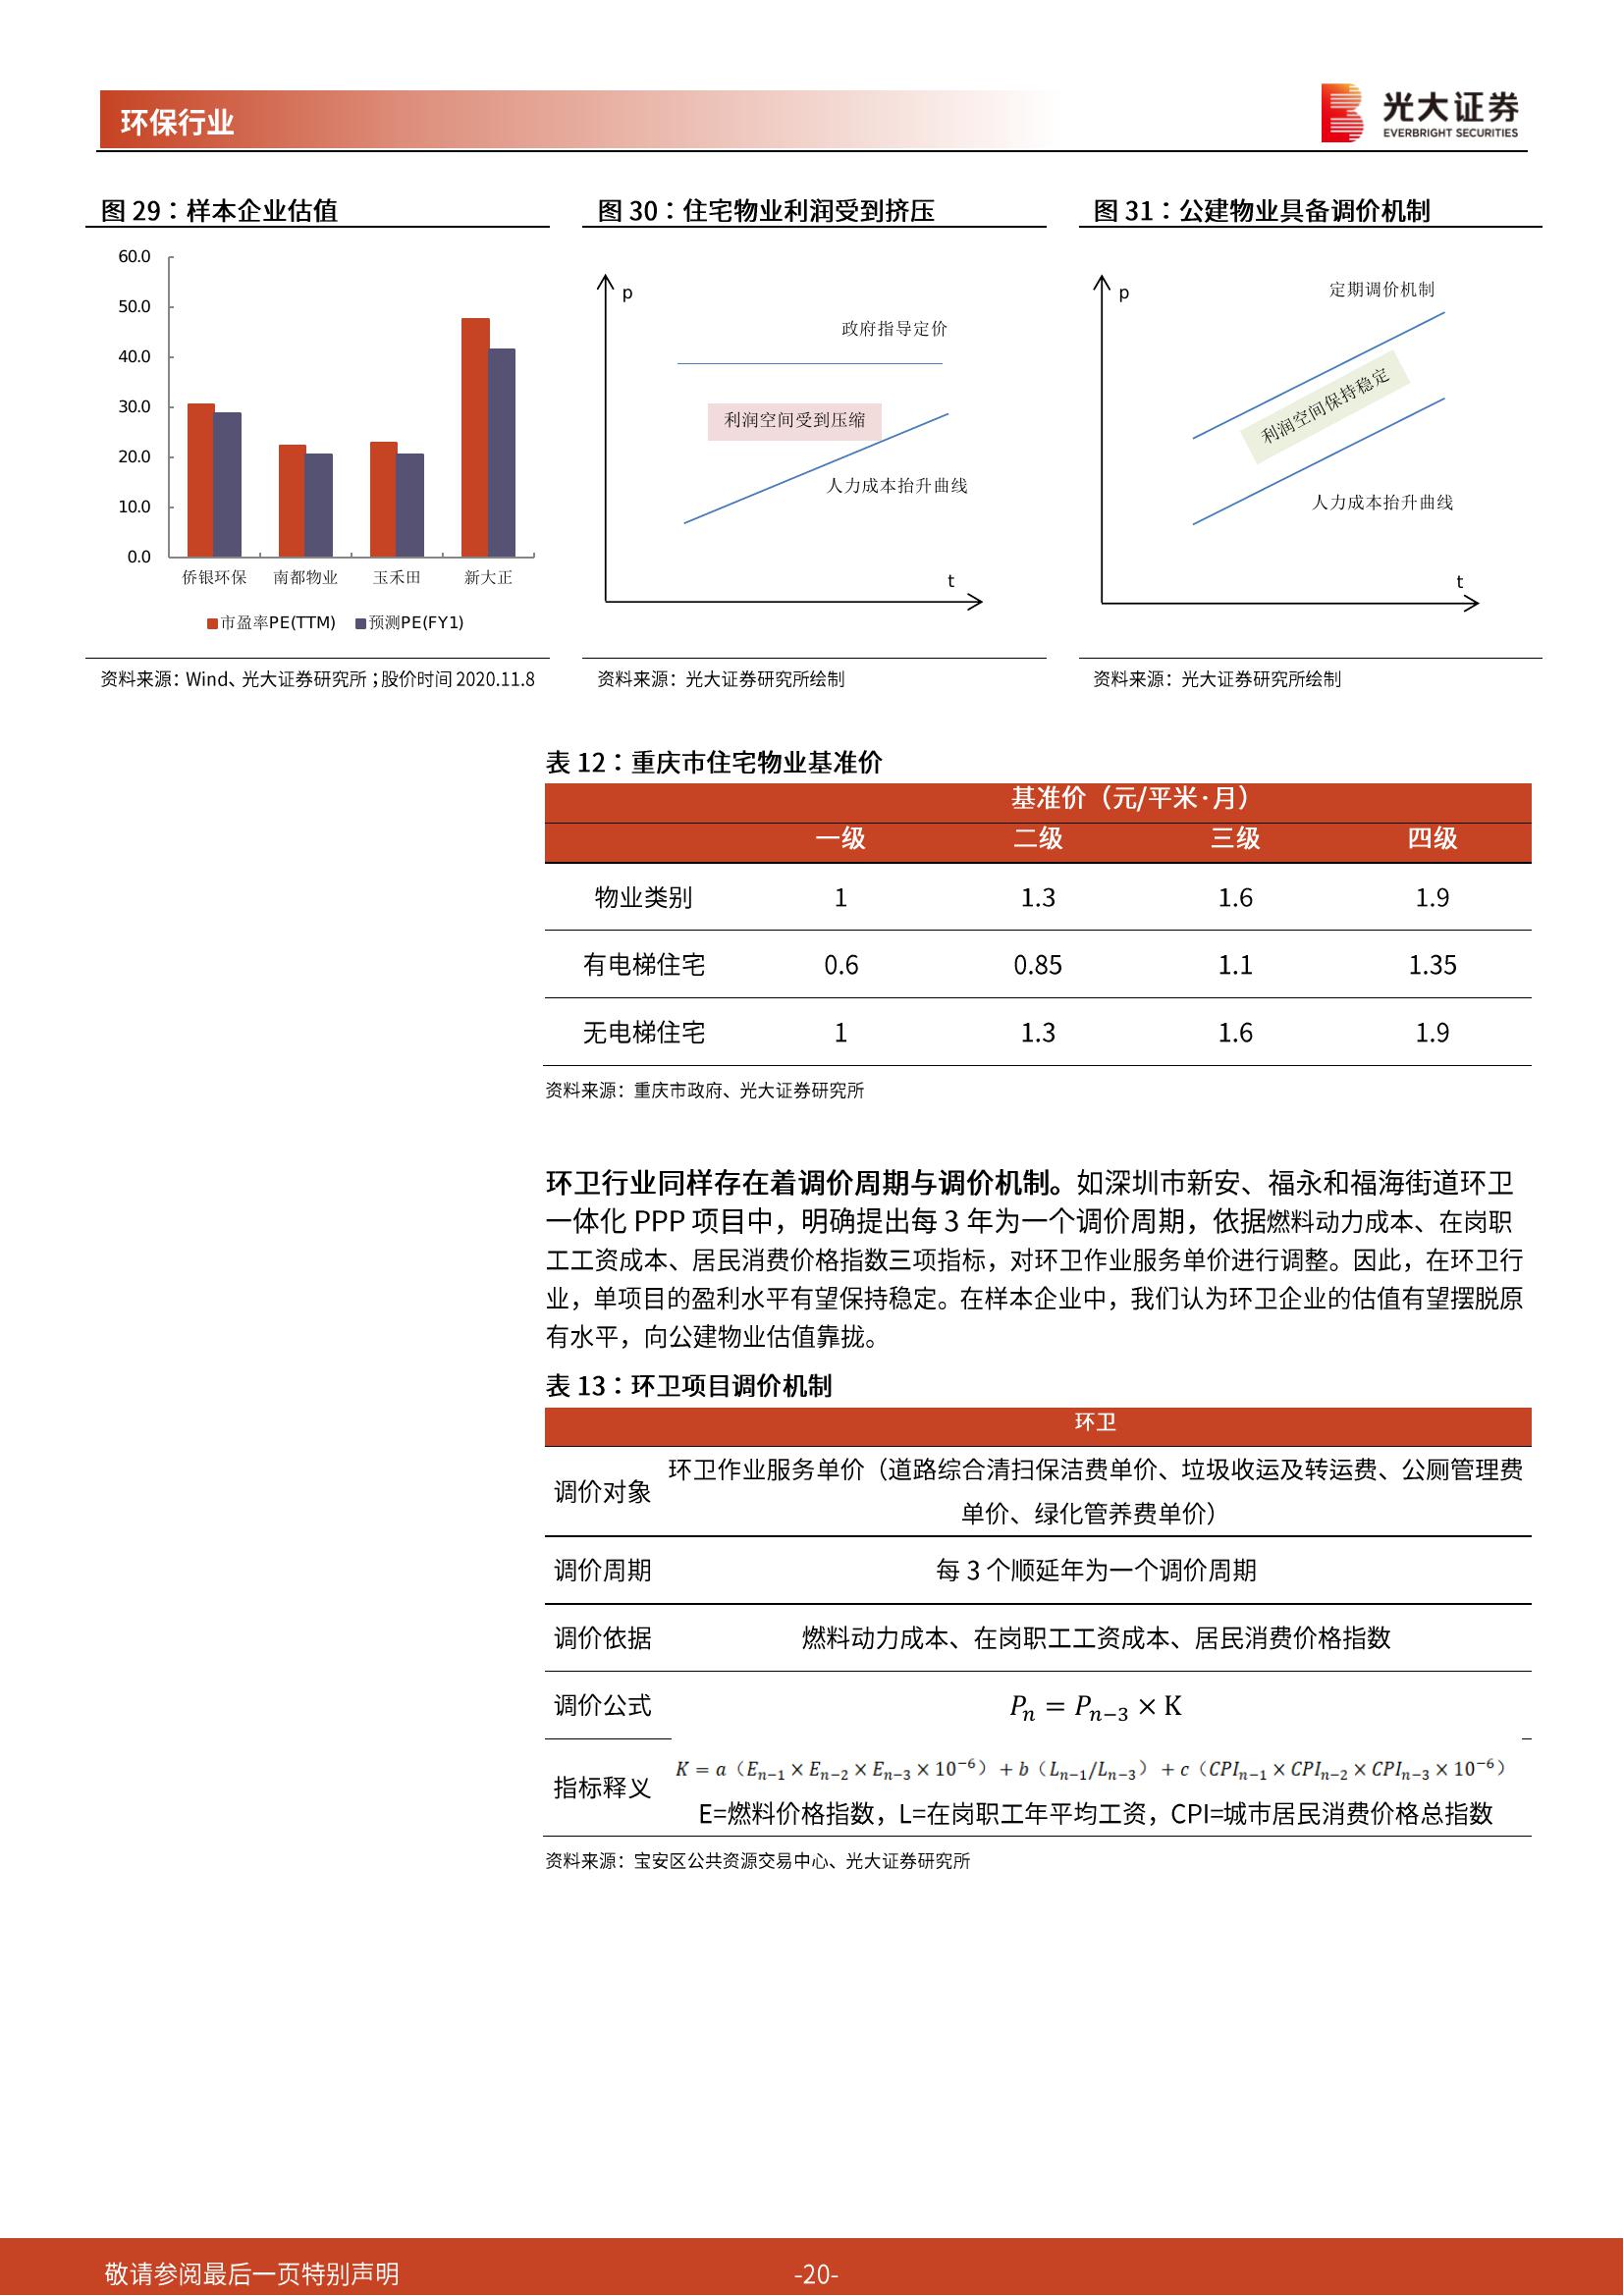 环保行业
光大证券
EVERBRIGHT SECURITIES
图 29：样本企业估值
60.0
50.0
40.0
30.0
20.0
10.0
0.0
侨银环保 南都物业 玉禾田 新大正
市盈率PE(TTM) 预测PE(FY1)
资料来源：Wind、光大证券研究所；股价时间 2020.11.8
图 30：住宅物业利润受到挤压
p
政府指导定价
利润空间受到压缩
人力成本抬升曲线
t
资料来源：光大证券研究所绘制
图 31：公建物业具备调价机制
p
定期调价机制
利润空间保持稳定
人力成本抬升曲线
t
资料来源：光大证券研究所绘制
表 12：重庆市住宅物业基准价
基准价（元/平米·月）
一级 二级 三级 四级
物业类别 1 1.3 1.6 1.9
有电梯住宅 0.6 0.85 1.1 1.35
无电梯住宅 1 1.3 1.6 1.9
资料来源：重庆市政府、光大证券研究所
环卫行业同样存在着调价周期与调价机制。如深圳市新安、福永和福海街道环卫
一体化 PPP 项目中，明确提出每 3 年为一个调价周期，依据燃料动力成本、在岗职
工工资成本、居民消费价格指数三项指标，对环卫作业服务单价进行调整。因此，在环卫行
业，单项目的盈利水平有望保持稳定。在样本企业中，我们认为环卫企业的估值有望摆脱原
有水平，向公建物业估值靠拢。
表 13：环卫项目调价机制
环卫
调价对象 环卫作业服务单价（道路综合清扫保洁费单价、垃圾收运及转运费、公厕管理费
单价、绿化管养费单价）
调价周期 每 3 个顺延年为一个调价周期
调价依据 燃料动力成本、在岗职工工资成本、居民消费价格指数
调价公式 Pₙ = Pₙ₋₃ × K
指标释义 K = a（Eₙ₋₁ × Eₙ₋₂ × Eₙ₋₃ × 10⁻⁶）+ b（Lₙ₋₁/Lₙ₋₃）+ c（CPIₙ₋₁ × CPIₙ₋₂ × CPIₙ₋₃ × 10⁻⁶）
E=燃料价格指数，L=在岗职工年平均工资，CPI=城市居民消费价格总指数
资料来源：宝安区公共资源交易中心、光大证券研究所
敬请参阅最后一页特别声明 -20-